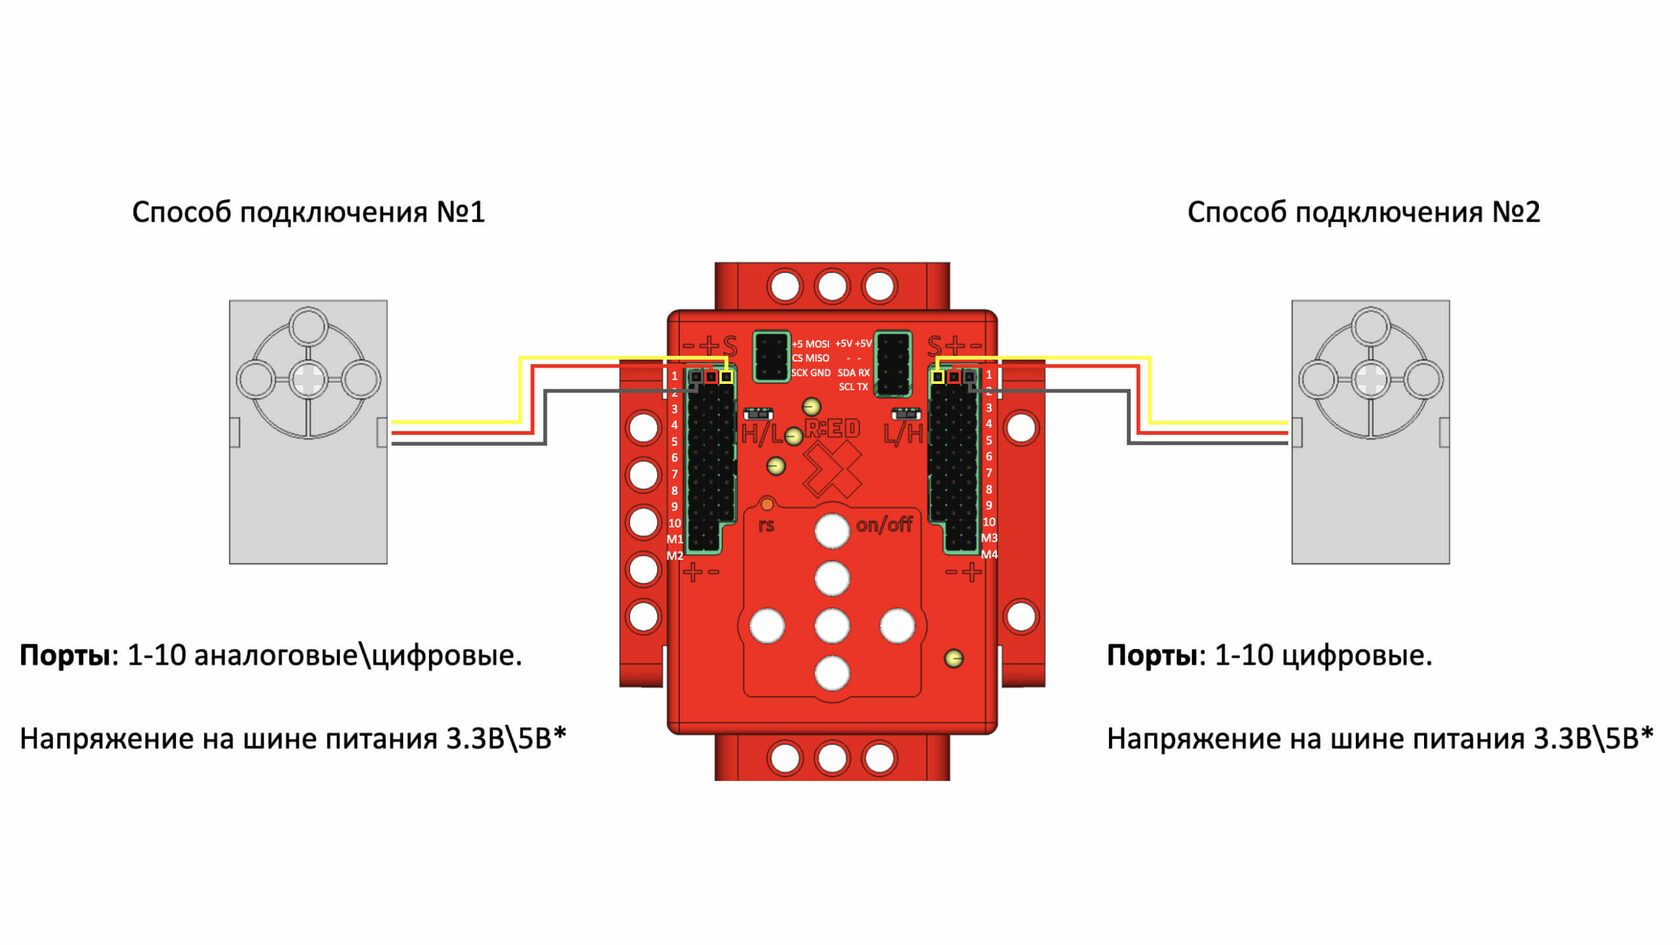 Способ подключения №1
Способ подключения №2
-+S
S+-
+5 MOSI
CS MISO
SCK GND
+5V +5V
- -
SDA RX
SCL TX
1
2
3
4
5
6
7
8
9
10
M1
M2
1
2
3
4
5
6
7
8
9
10
M3
M4
H/L
R:ED
L/H
rs
on/off
+-
-+
Порты: 1-10 аналоговые\цифровые.
Напряжение на шине питания 3.3В\5В*
Порты: 1-10 цифровые.
Напряжение на шине питания 3.3В\5В*